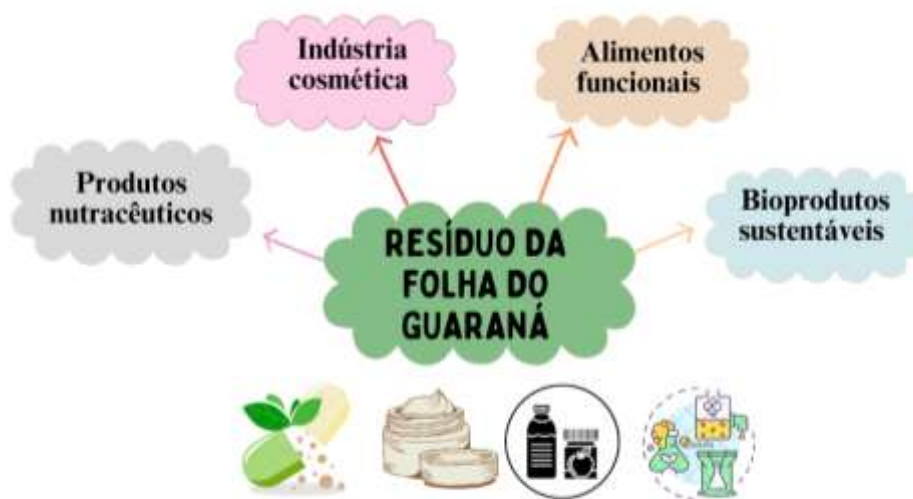 Indústria
cosmética
Alimentos
funcionais
Produtos
nutracêuticos
Bioprodutos
sustentáveis
RESÍDUO DA
FOLHA DO
GUARANÁ